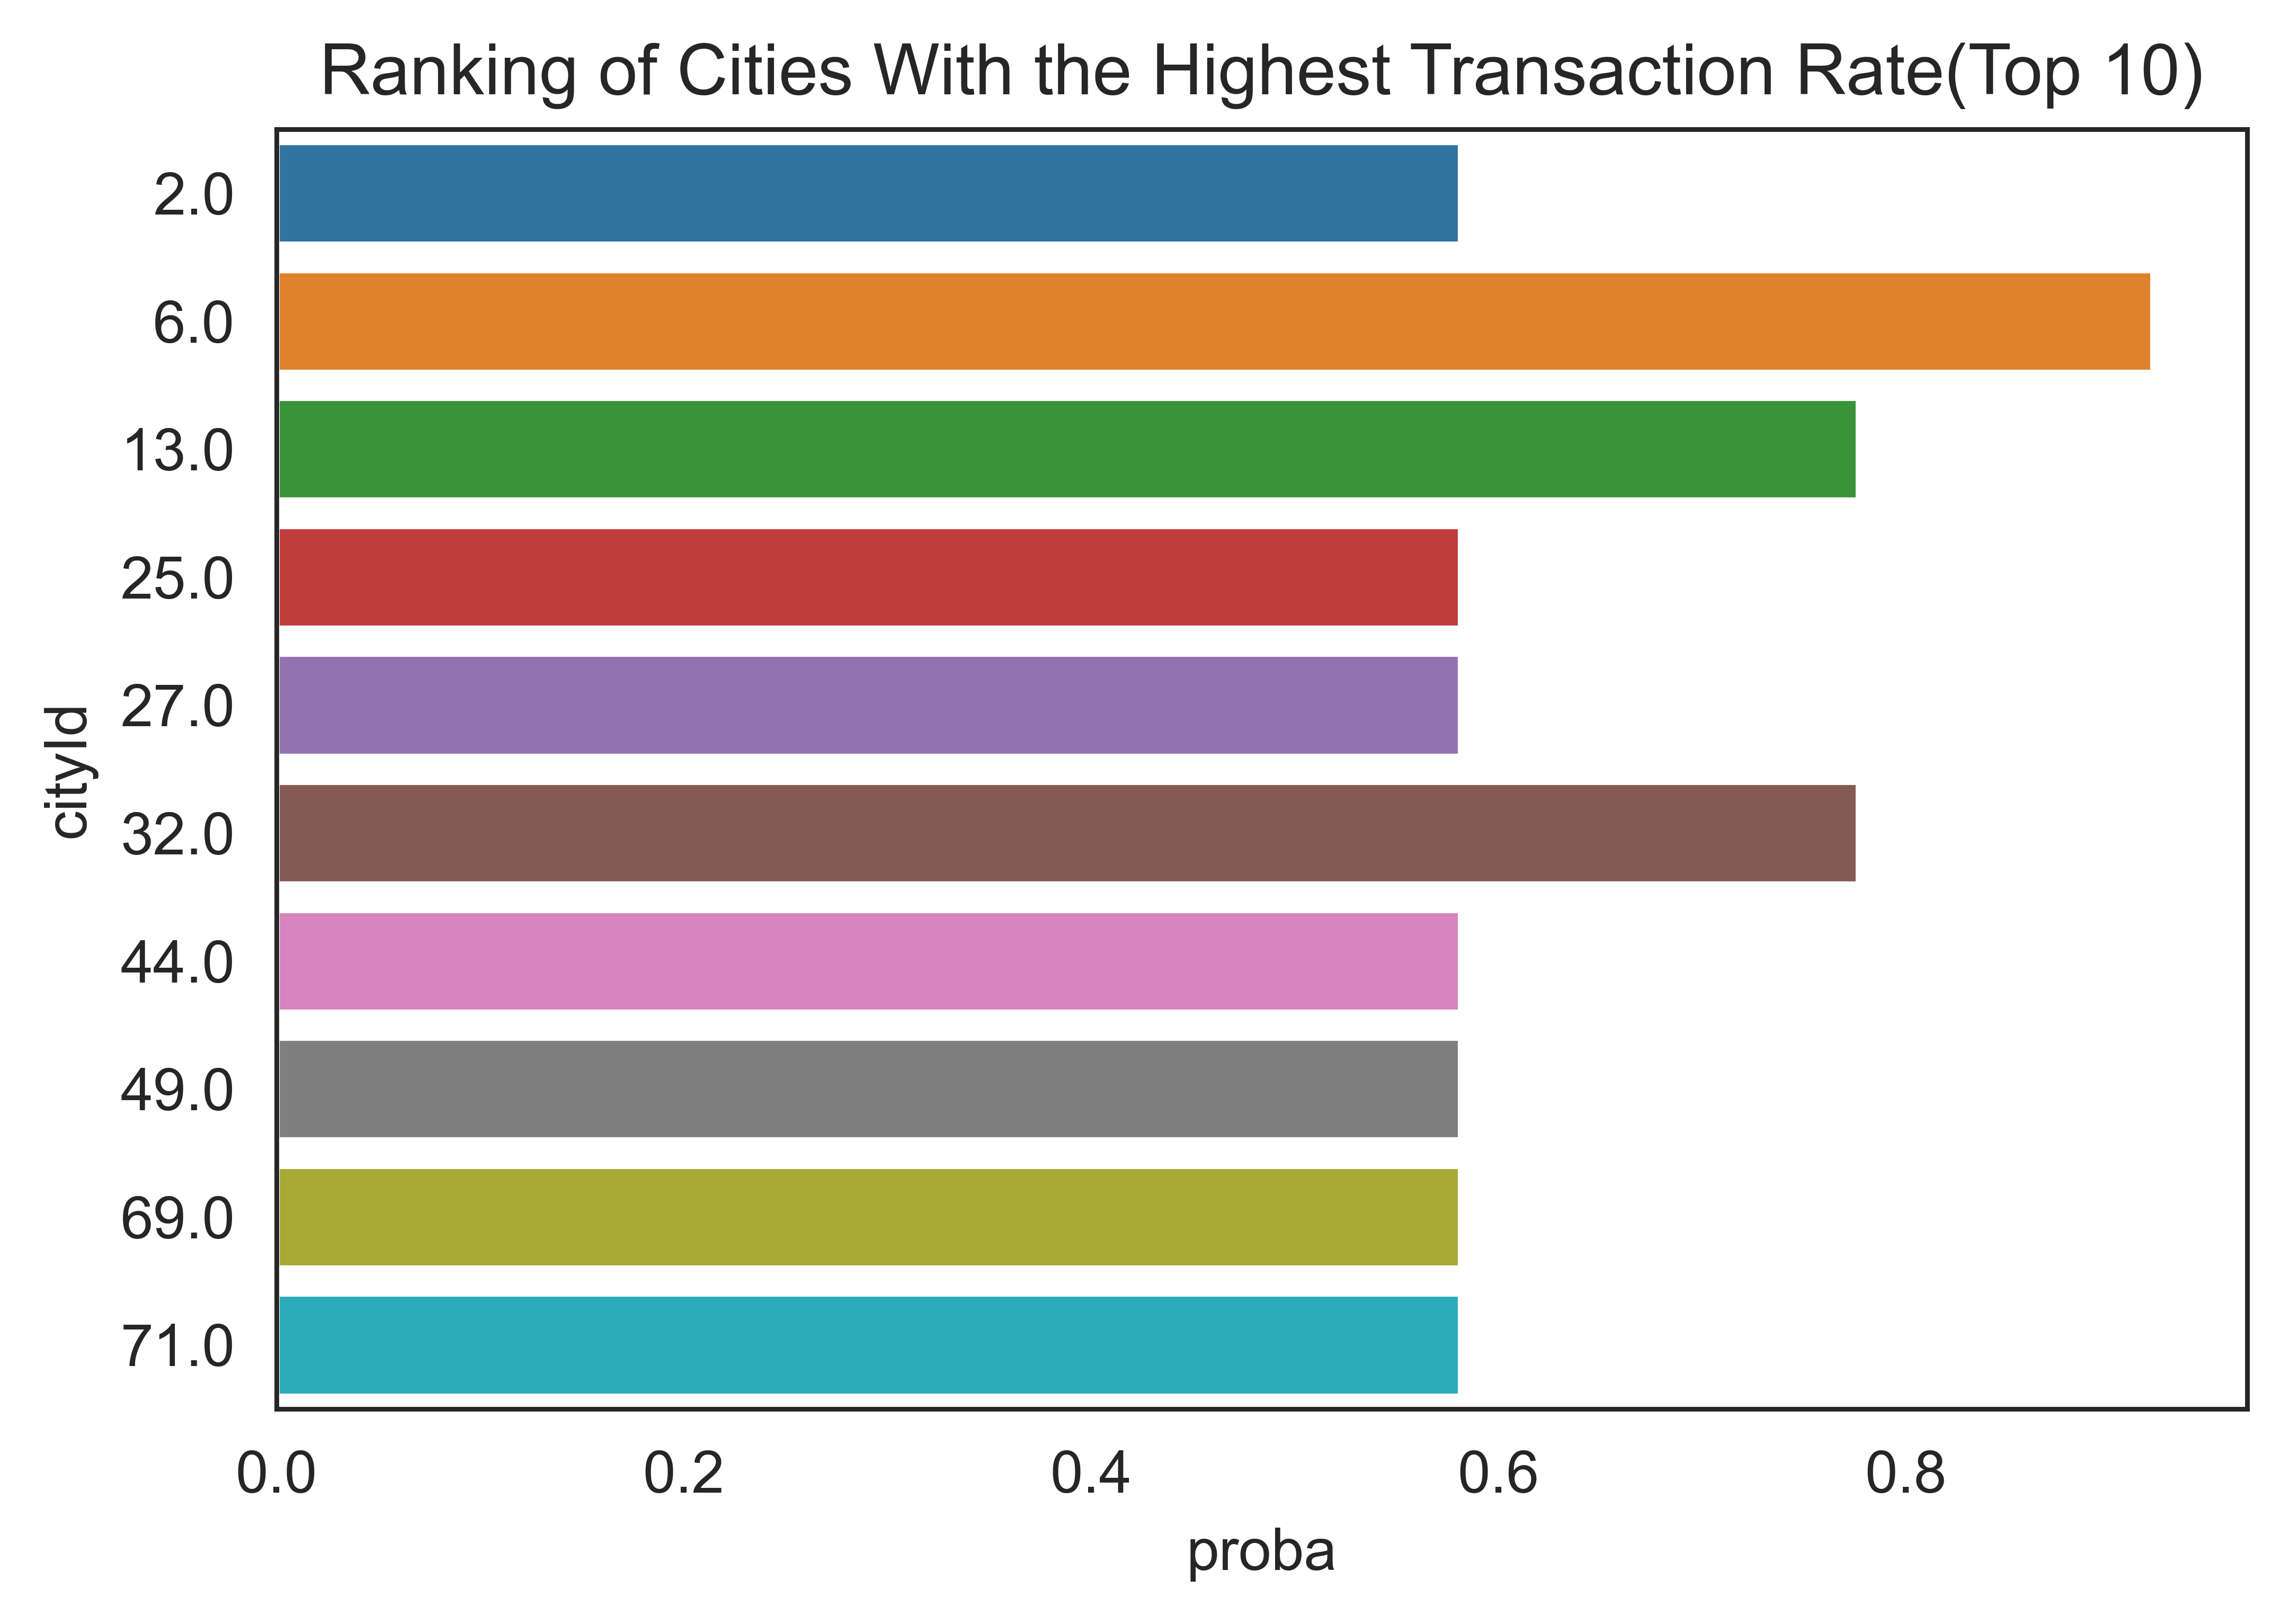 Ranking of Cities With the Highest Transaction Rate(Top 10)
2.0
6.0
13.0
25.0
27.0
32.0
44.0
49.0
69.0
71.0
cityId
0.0 0.2 0.4 0.6 0.8
proba